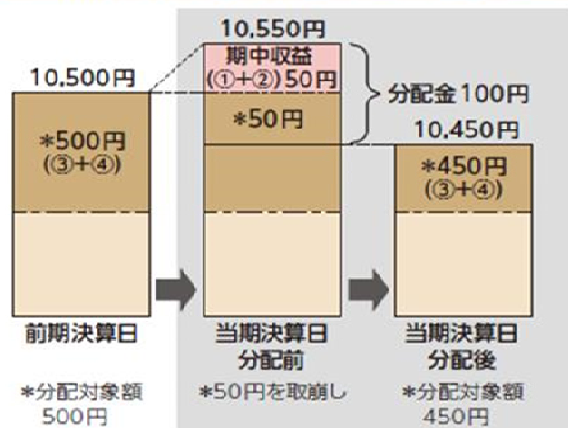 10,500円
*500円
(③+④)
前期決算日
*分配対象額
500円
10,550円
期中収益
(①+②)50円
*50円
分配金100円
当期決算日
分配前
*50円を取崩し
10,450円
*450円
(③+④)
当期決算日
分配後
*分配対象額
450円